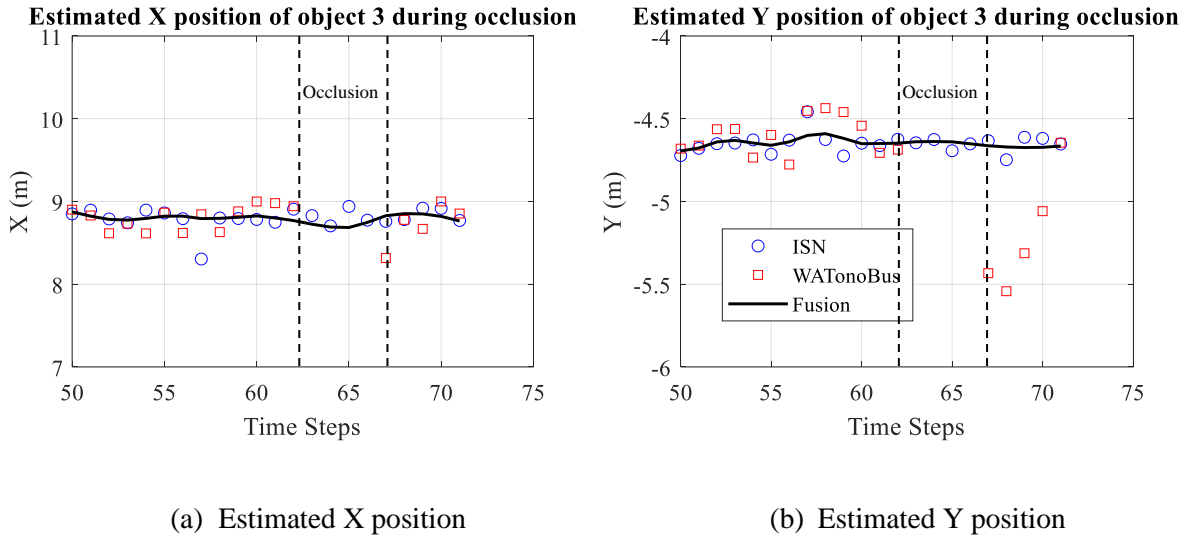 Estimated X position of object 3 during occlusion
11
10
9
8
7
X (m)
Occlusion
50
55
60
65
70
75
Time Steps
(a) Estimated X position
Estimated Y position of object 3 during occlusion
-4
-4.5
-5
-5.5
-6
Y (m)
Occlusion
ISN
WATonoBus
Fusion
50
55
60
65
70
75
Time Steps
(b) Estimated Y position